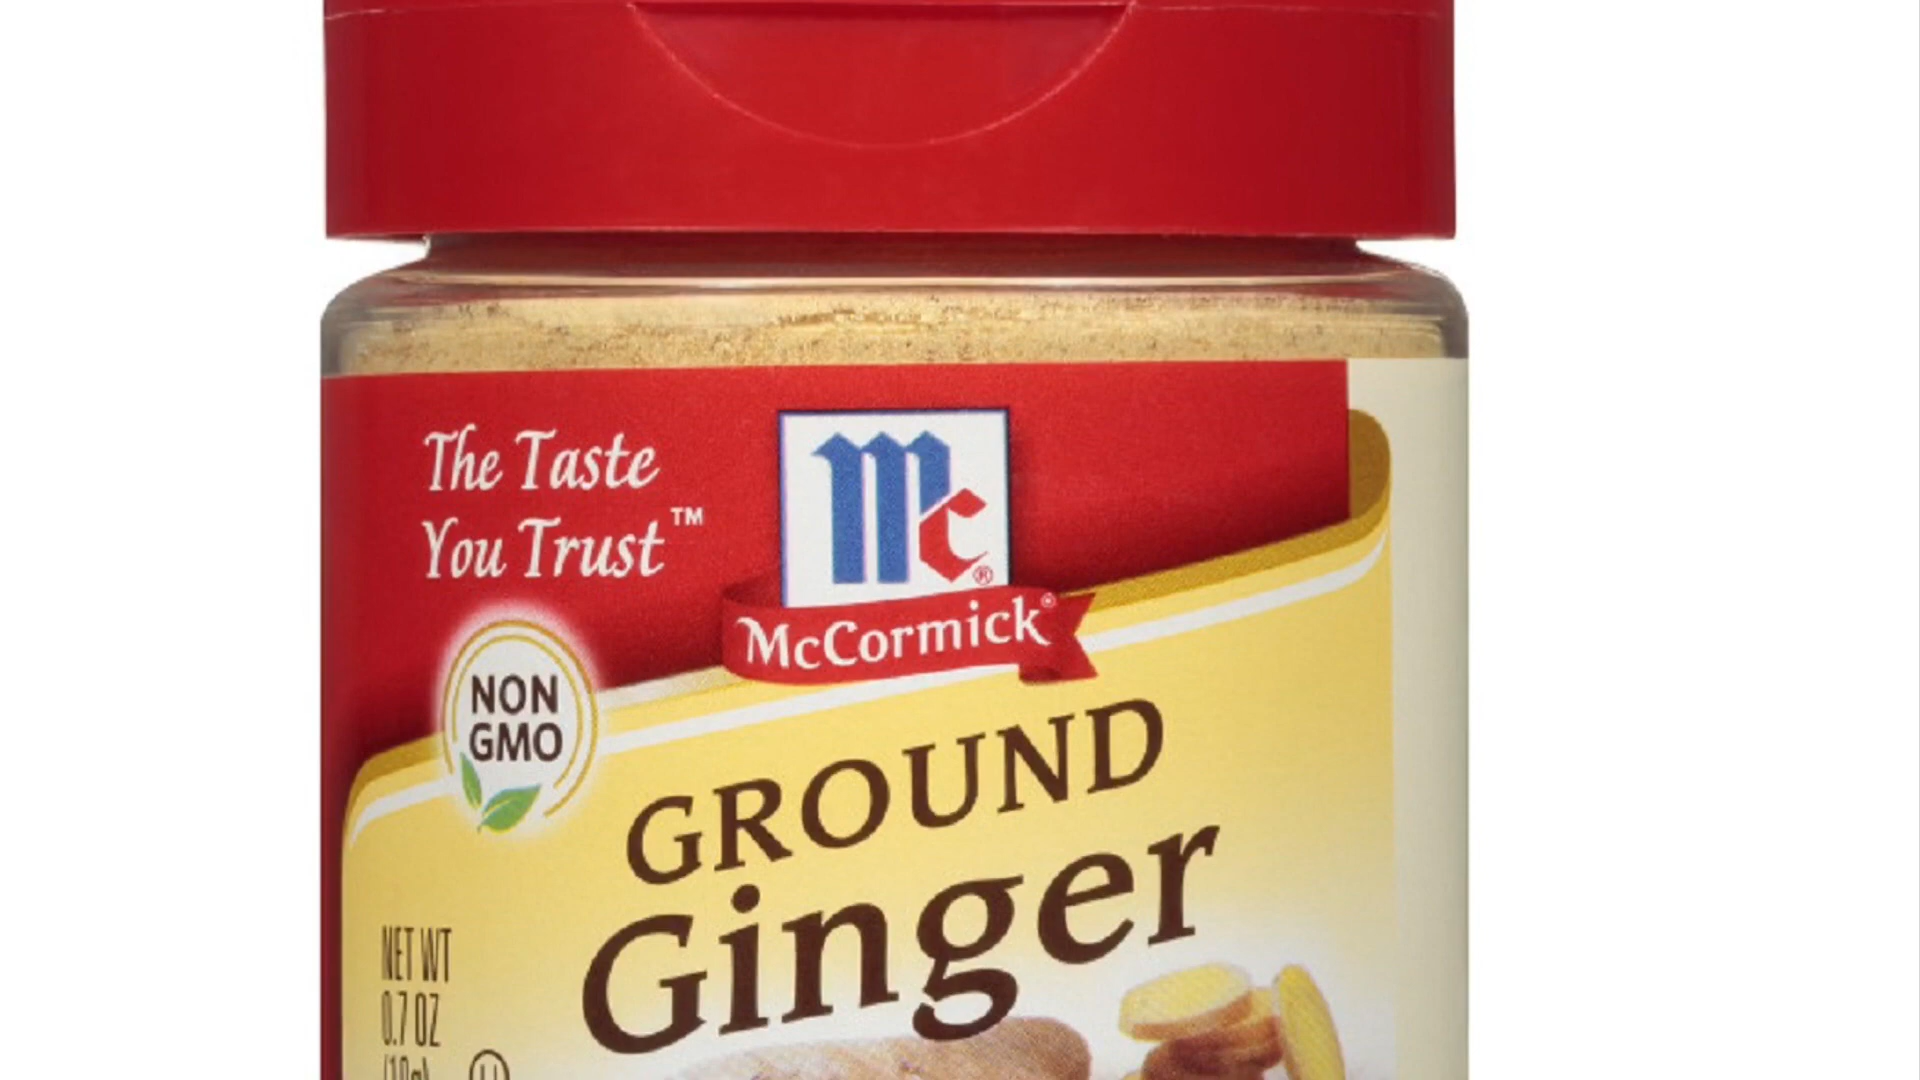 The Taste
You Trust™
mc®
McCormick®
NON
GMO
GROUND
Ginger
NET WT
0.7 OZ